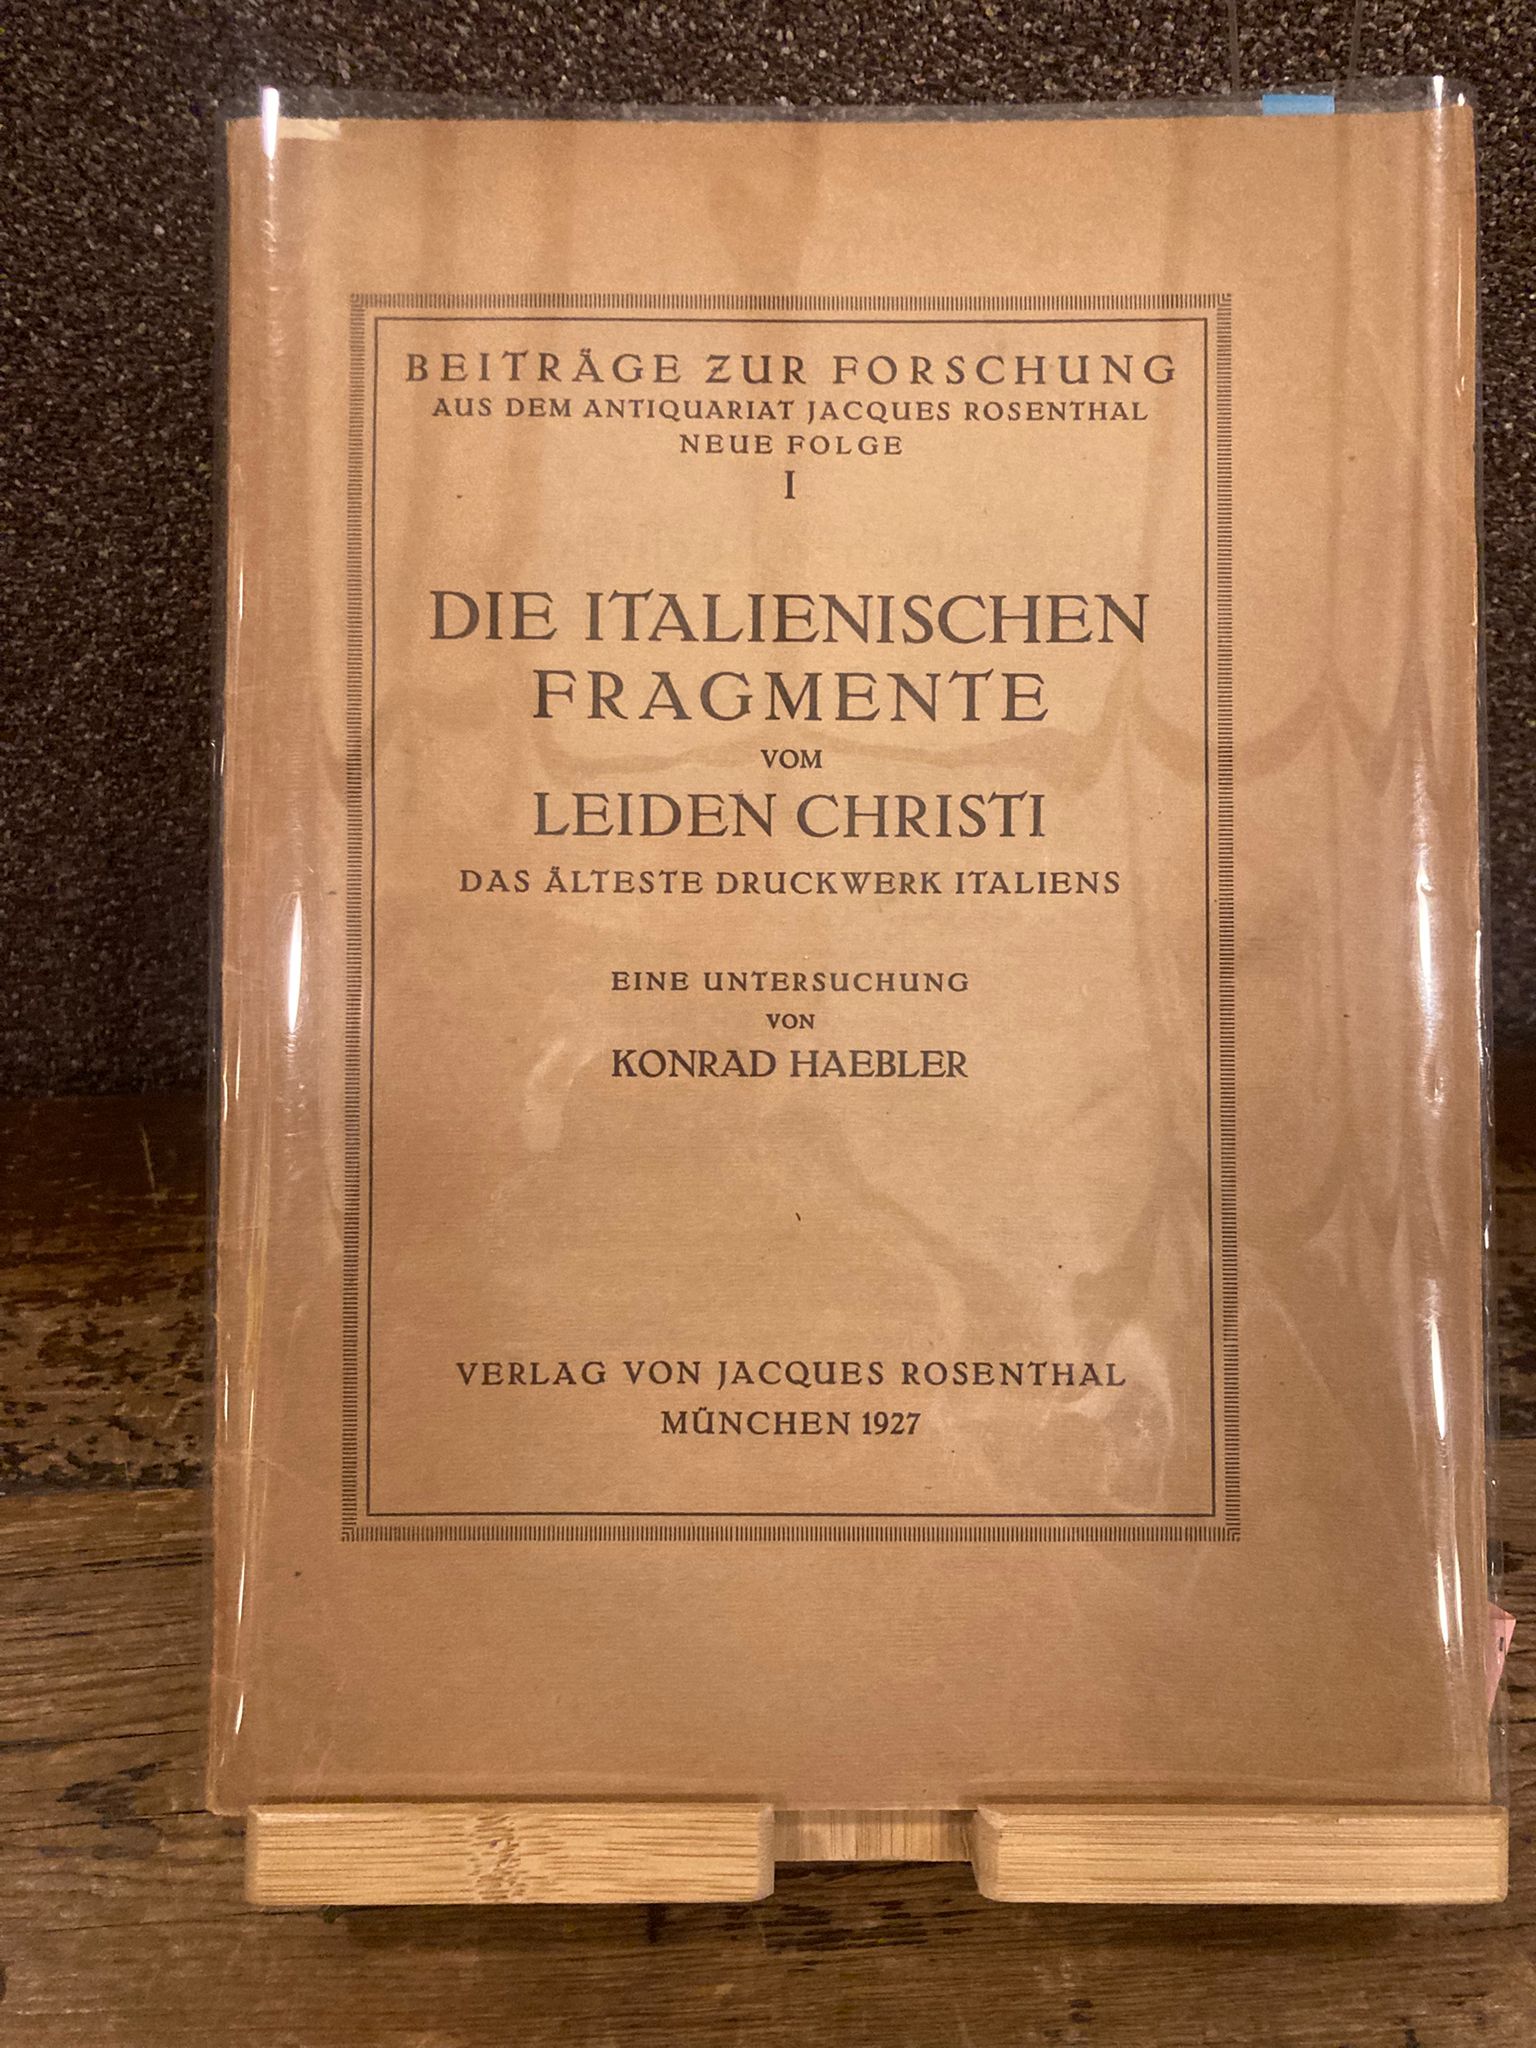 BEITRÄGE ZUR FORSCHUNG
AUS DEM ANTIQUARIAT JACQUES ROSENTHAL
NEUE FOLGE
I
DIE ITALIENISCHEN
FRAGMENTE
VOM
LEIDEN CHRISTI
DAS ÄLTESTE DRUCKWERK ITALIENS
EINE UNTERSUCHUNG
VON
KONRAD HAEBLER
VERLAG VON JACQUES ROSENTHAL
MÜNCHEN 1927